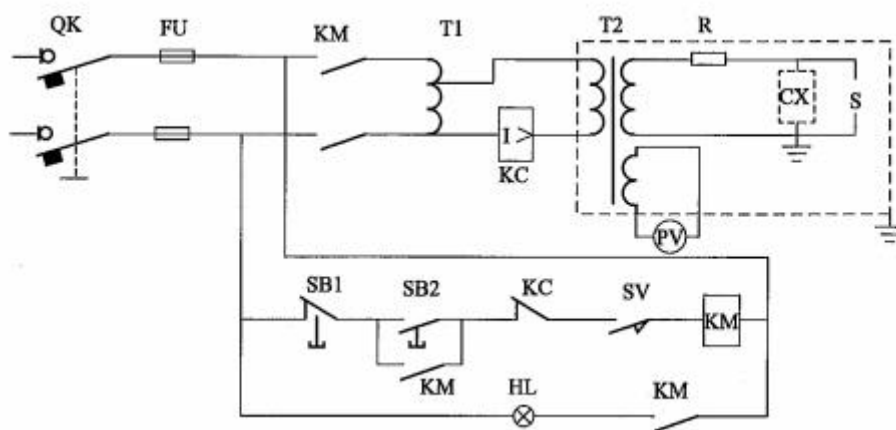 QK FU KM T1 T2 R
CX S
I> KC
PV
SB1 SB2 KC SV
KM
KM HL KM